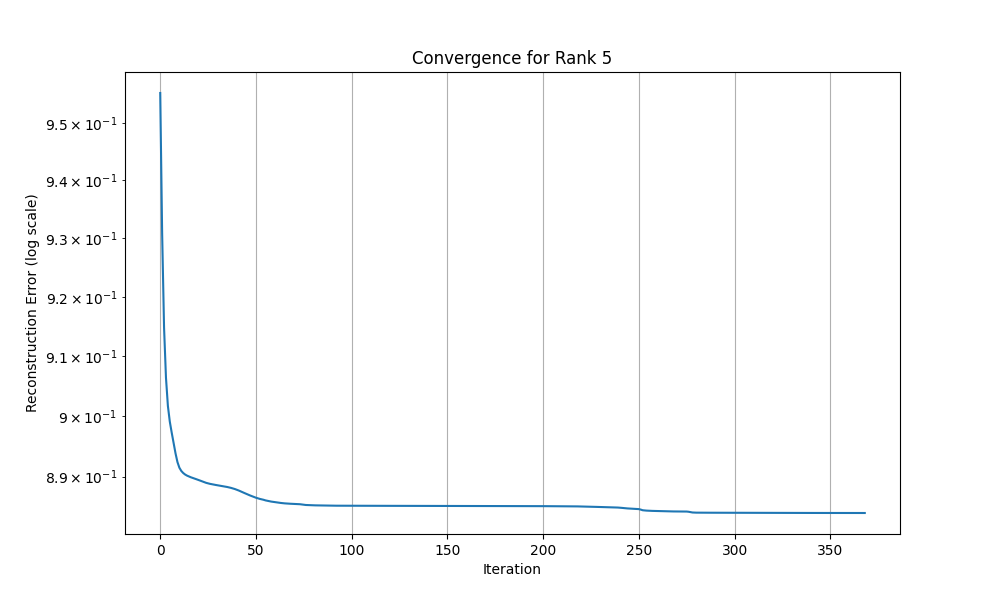 Convergence for Rank 5
Reconstruction Error (log scale)
9.5 × 10⁻¹
9.4 × 10⁻¹
9.3 × 10⁻¹
9.2 × 10⁻¹
9.1 × 10⁻¹
9 × 10⁻¹
8.9 × 10⁻¹
0 50 100 150 200 250 300 350
Iteration